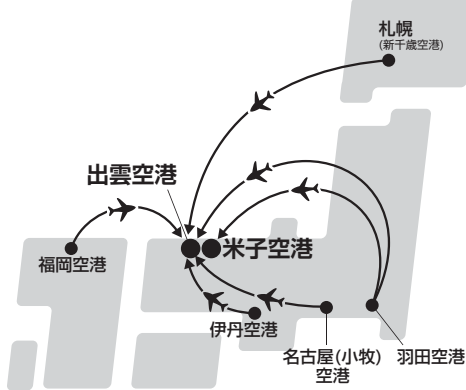 札幌
(新千歳空港)
出雲空港
米子空港
福岡空港
伊丹空港
名古屋(小牧)
空港
羽田空港